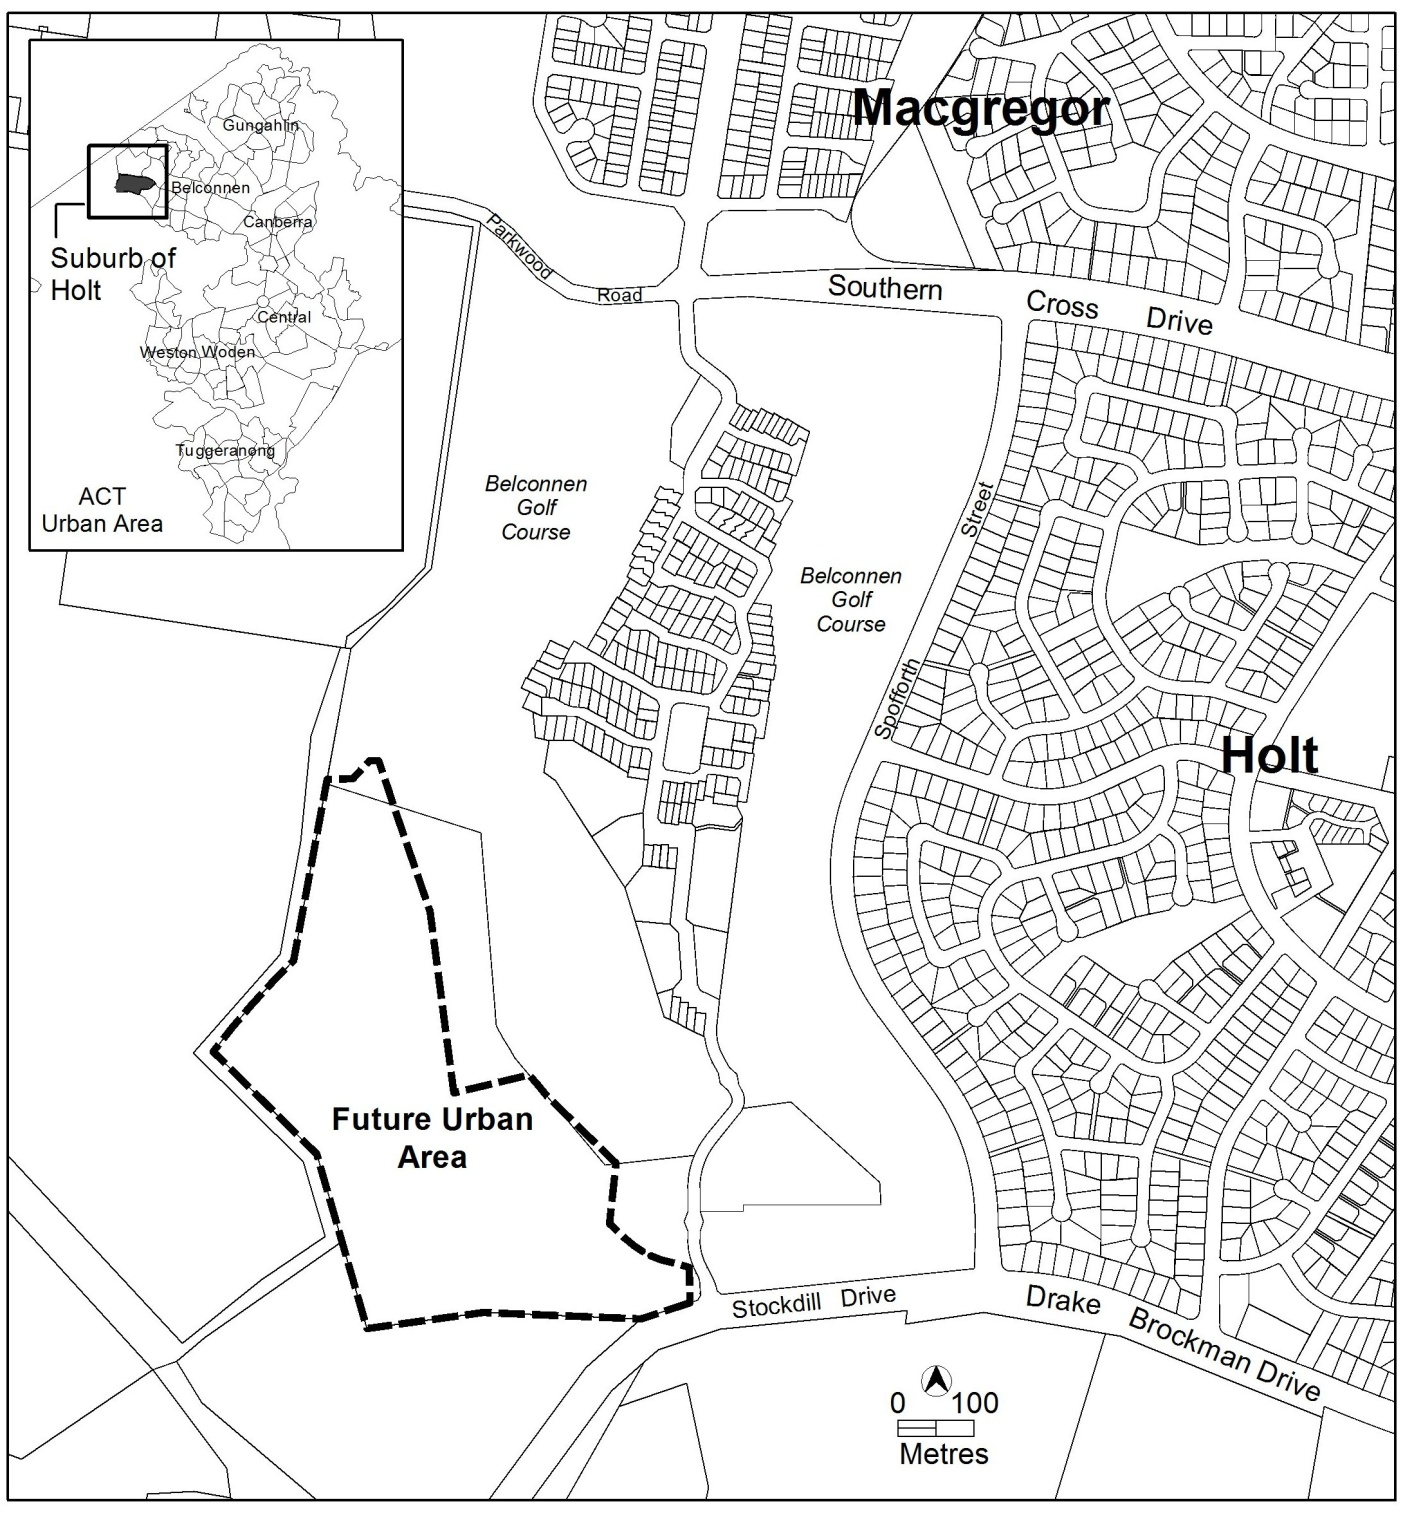 Macgregor
Gungahlin
Belconnen
Canberra
Suburb of
Holt
Central
Weston Woden
Tuggeranong
ACT
Urban Area
Parkwood
Road
Southern
Cross
Drive
Belconnen
Golf
Course
Street
Belconnen
Golf
Course
Spofforth
Holt
Future Urban
Area
Stockdill Drive
Drake
Brockman Drive
0 100
Metres